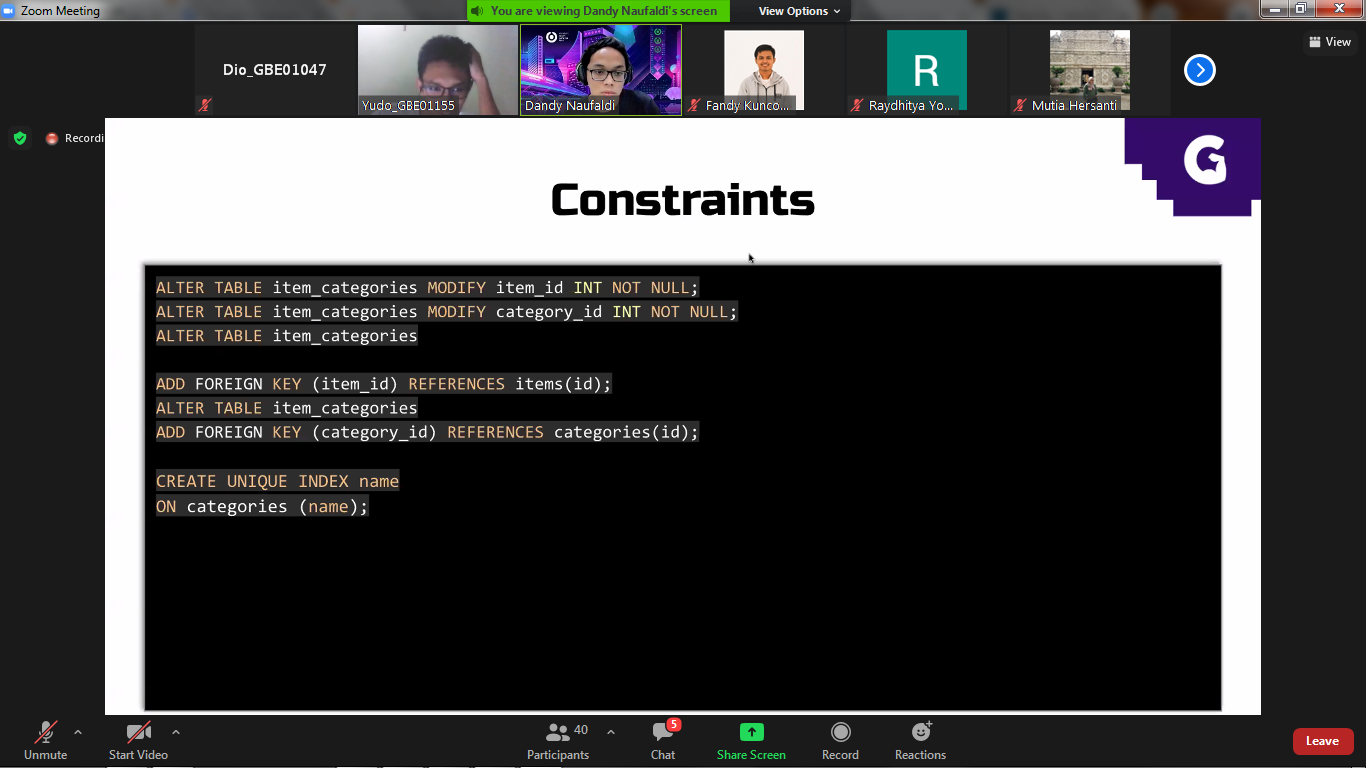 Zoom Meeting
You are viewing Dandy Naufaldi's screen
View Options
View
Dio_GBE01047
Yudo_GBE01155
Dandy Naufaldi
Fandy Kunco...
R
Raydhitya Yo...
Mutia Hersanti
Recordi
G
Constraints
ALTER TABLE item_categories MODIFY item_id INT NOT NULL;
ALTER TABLE item_categories MODIFY category_id INT NOT NULL;
ALTER TABLE item_categories
ADD FOREIGN KEY (item_id) REFERENCES items(id);
ALTER TABLE item_categories
ADD FOREIGN KEY (category_id) REFERENCES categories(id);
CREATE UNIQUE INDEX name
ON categories (name);
Unmute
Start Video
40
Participants
5
Chat
Share Screen
Record
Reactions
Leave